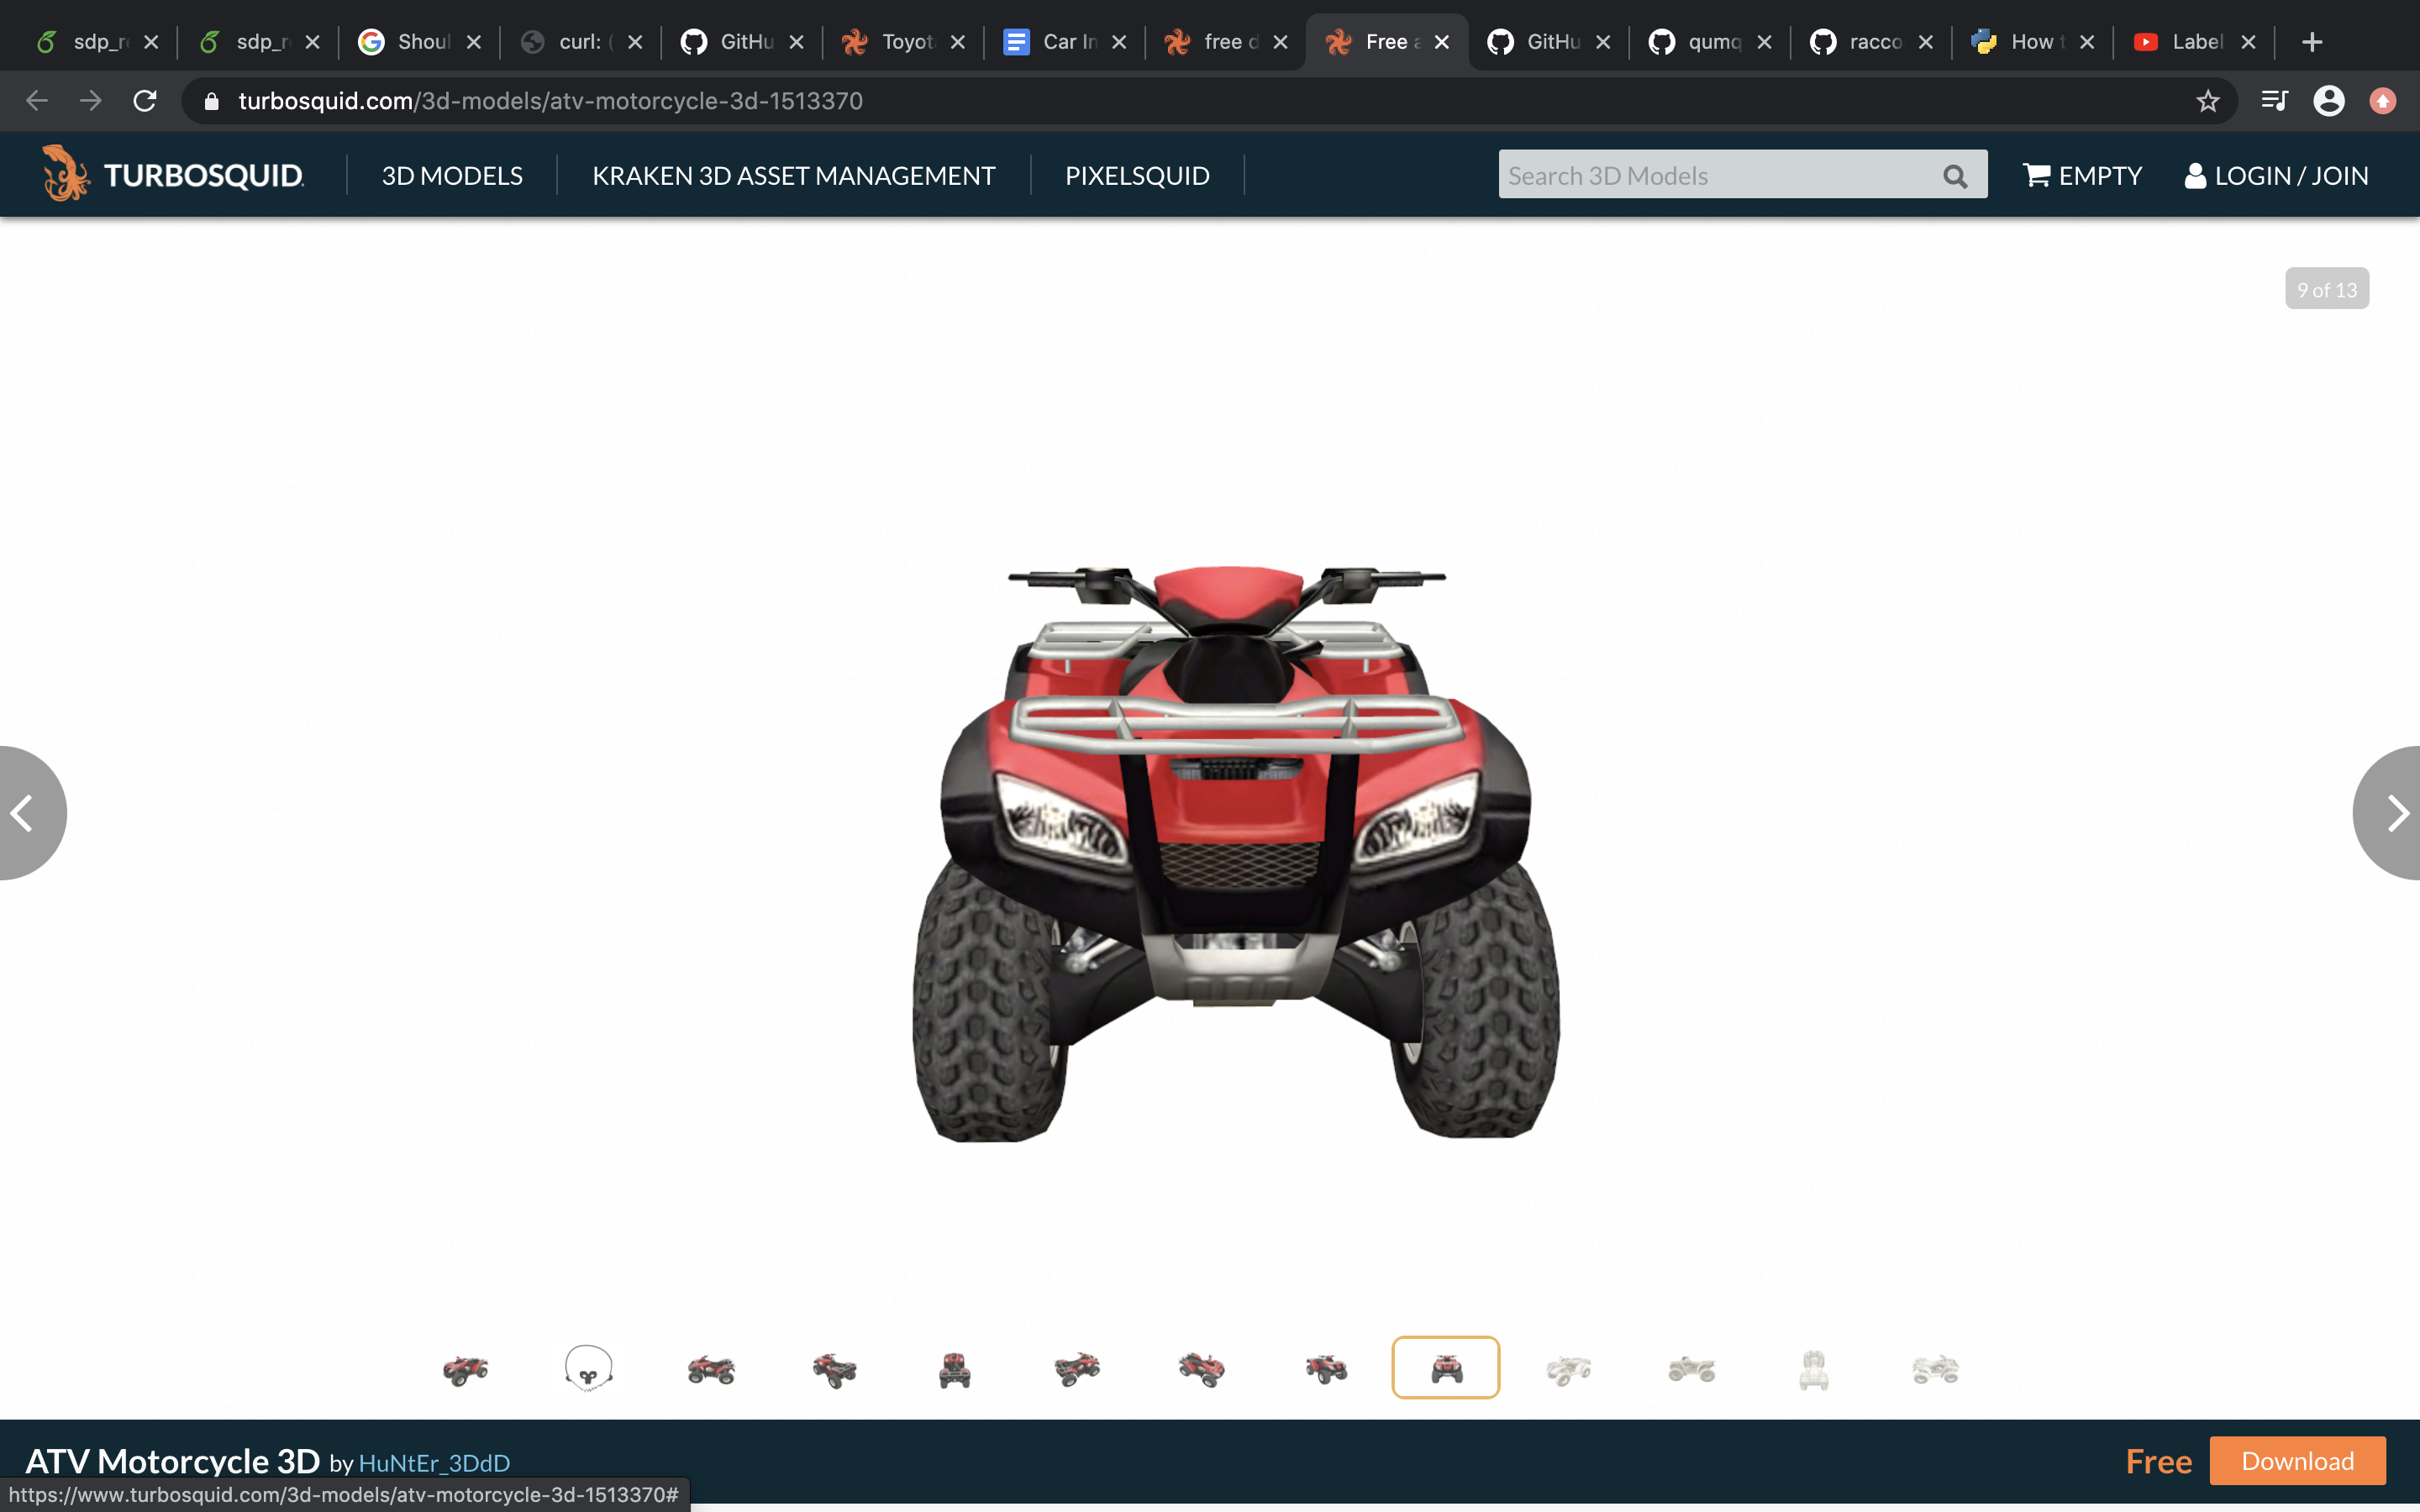 sdp_r
sdp_r
Shoul
curl: (
GitHu
Toyot
Car In
free d
Free a
GitHu
qumq
racco
How t
Label
turbosquid.com/3d-models/atv-motorcycle-3d-1513370
TURBOSQUID
3D MODELS
KRAKEN 3D ASSET MANAGEMENT
PIXELSQUID
Search 3D Models
EMPTY
LOGIN / JOIN
9 of 13
ATV Motorcycle 3D by HuNtEr_3DdD
Free
Download
https://www.turbosquid.com/3d-models/atv-motorcycle-3d-1513370#